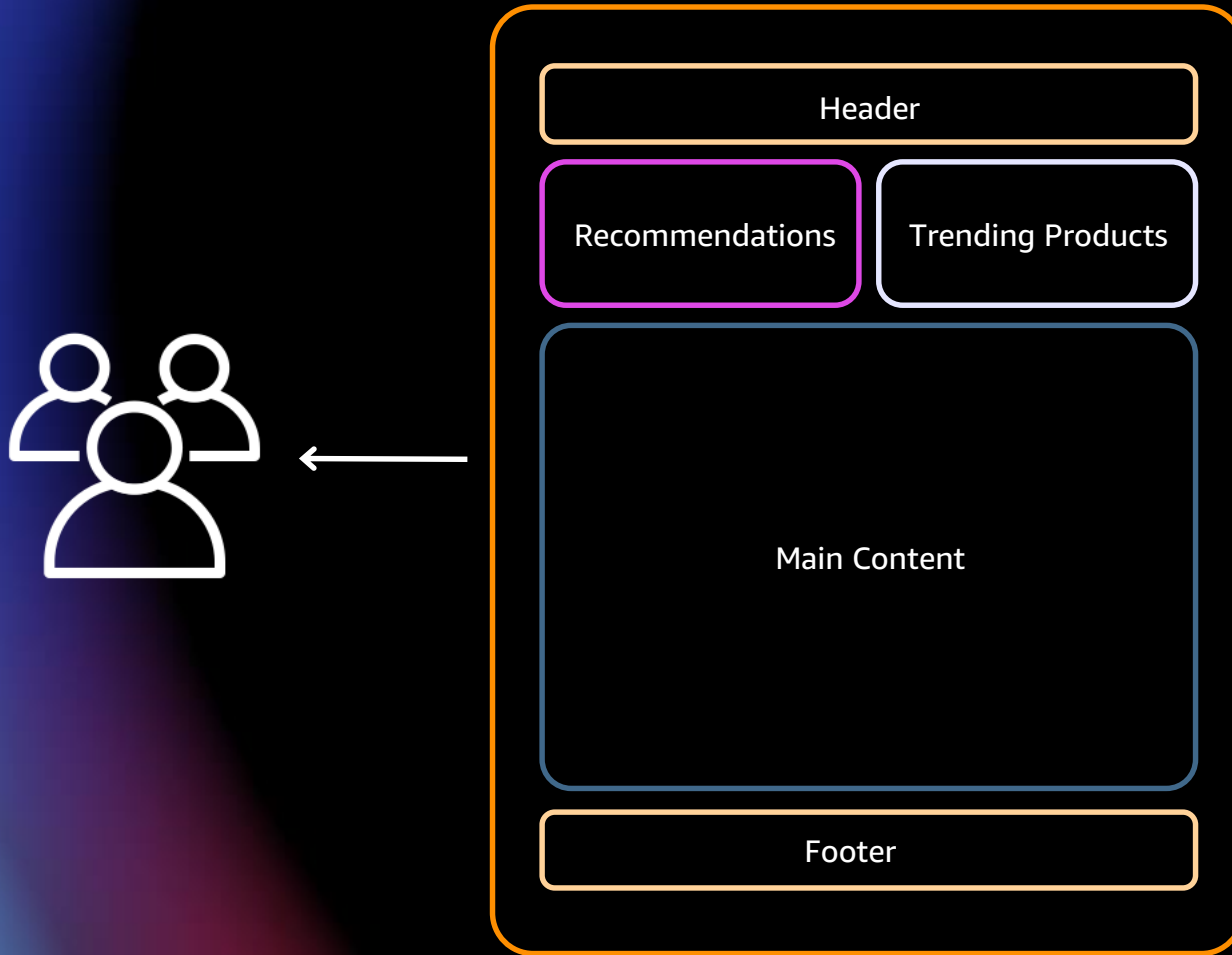 Header
Recommendations
Trending Products
Main Content
Footer